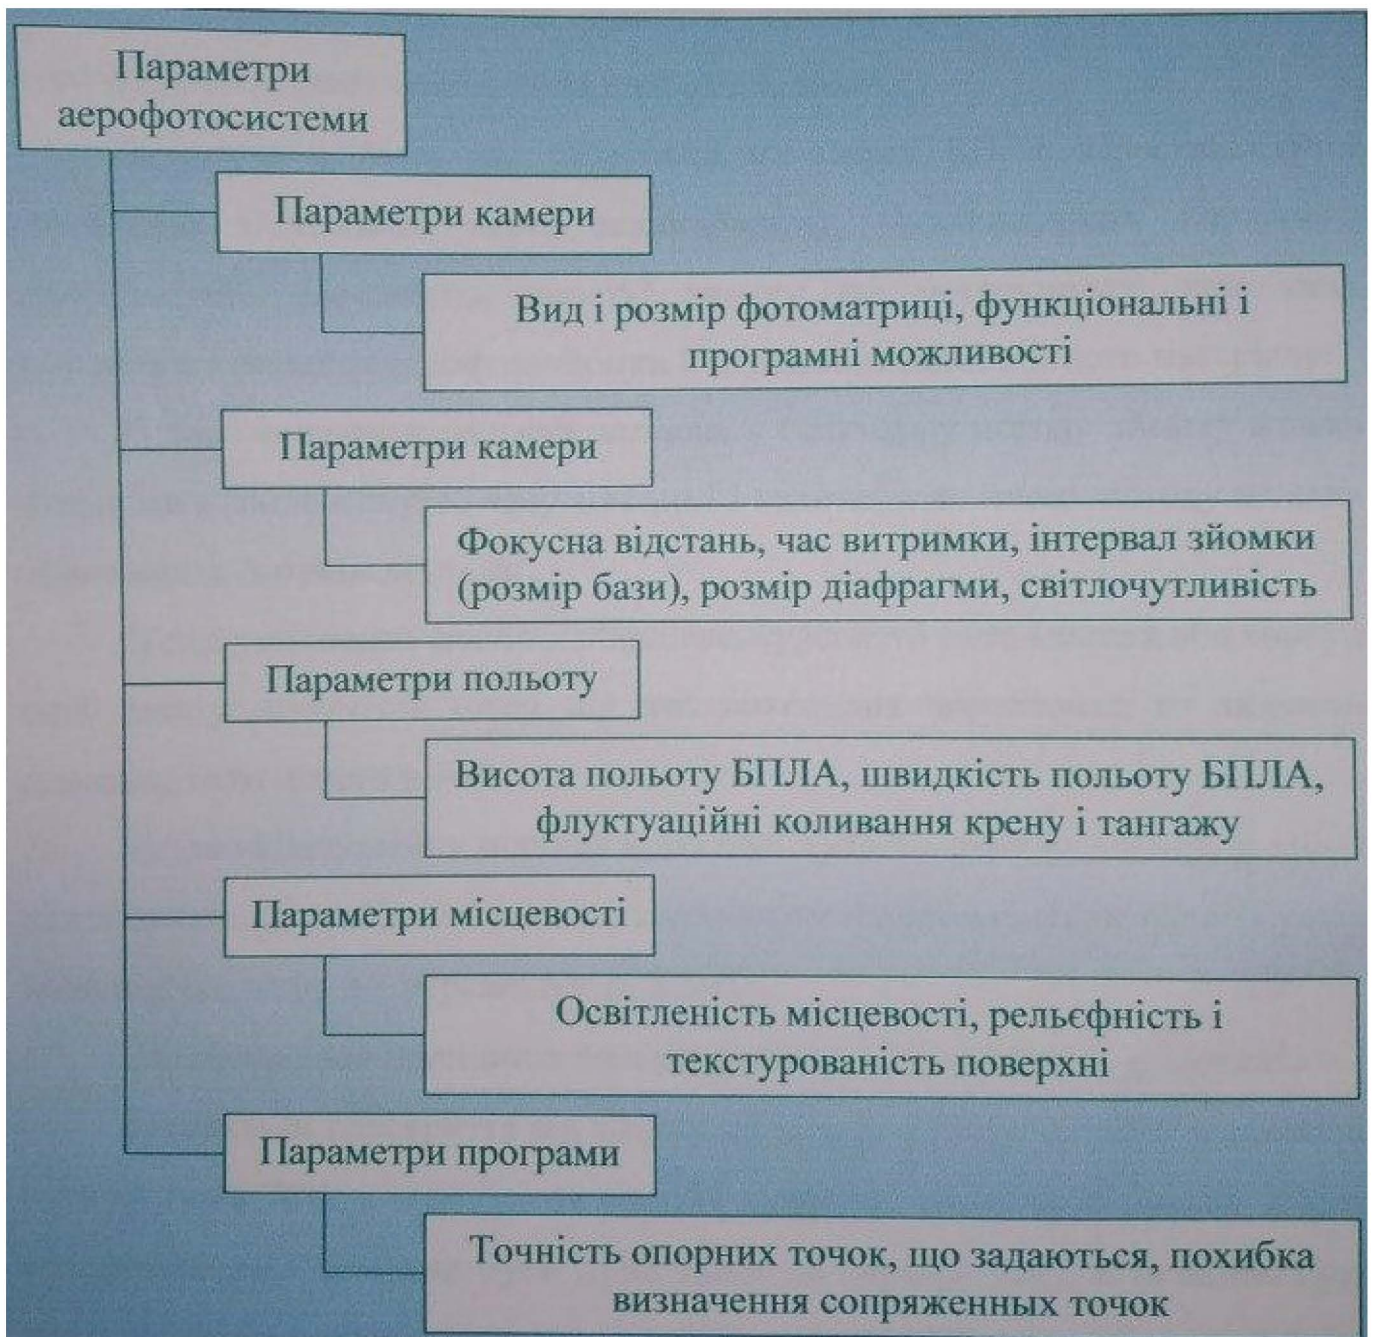 Параметри
аерофотосистеми
Параметри камери
Вид і розмір фотоматриці, функціональні і
програмні можливості
Параметри камери
Фокусна відстань, час витримки, інтервал зйомки
(розмір бази), розмір діафрагми, світлочутливість
Параметри польоту
Висота польоту БПЛА, швидкість польоту БПЛА,
флуктуаційні коливання крену і тангажу
Параметри місцевості
Освітленість місцевості, рельєфність і
текстурованість поверхні
Параметри програми
Точність опорних точок, що задаються, похибка
визначення сопряженных точок